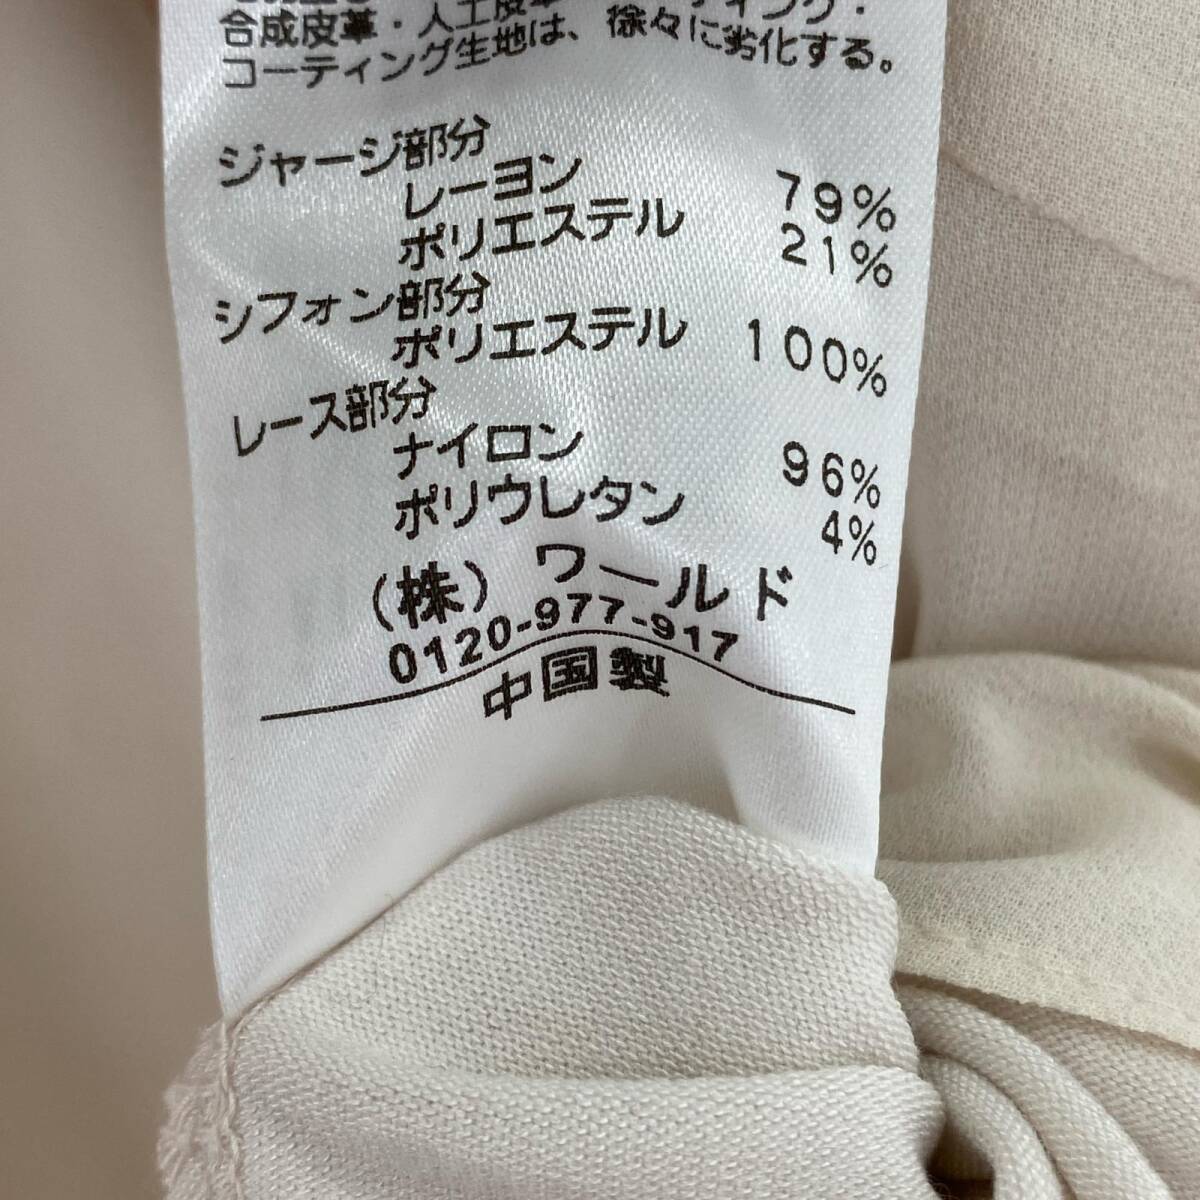 合成皮革・人工皮革
ティング・
コーティング生地は、徐々に劣化する。
ジャージ部分
レーヨン 79%
ポリエステル 21%
シフォン部分
ポリエステル 100%
レース部分
ナイロン 96%
ポリウレタン 4%
(株) ワールド
0120-977-917
中国製